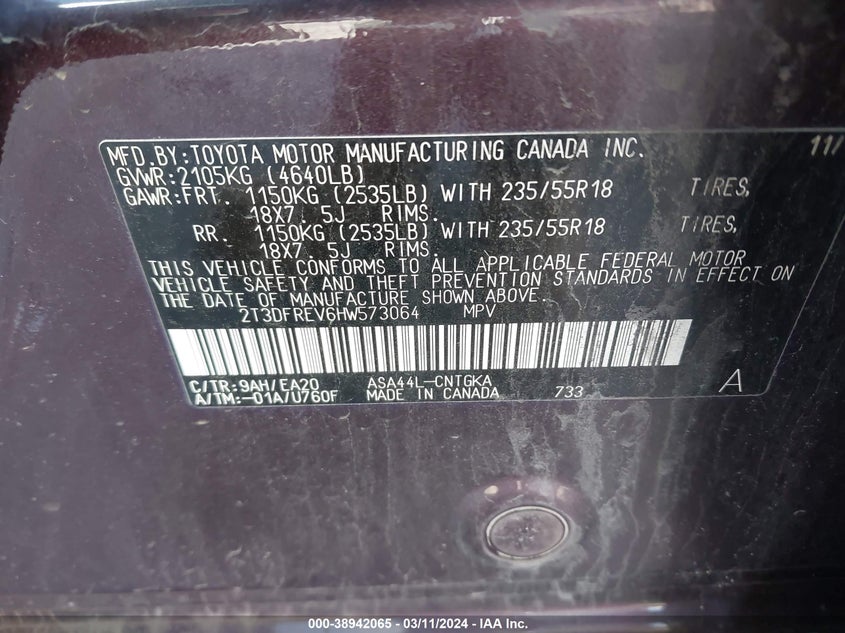 MFD.BY:TOYOTA MOTOR MANUFACTURING CANADA INC. 11/
GVWR:2105KG (4640LB)
GAWR:FRT. 1150KG (2535LB) WITH 235/55R18 TIRES,
18X7. 5J RIMS.
RR. 1150KG (2535LB) WITH 235/55R18 TIRES,
18X7. 5J RIMS.
THIS VEHICLE CONFORMS TO ALL APPLICABLE FEDERAL MOTOR
VEHICLE SAFETY AND THEFT PREVENTION STANDARDS IN EFFECT ON
THE DATE OF MANUFACTURE SHOWN ABOVE.
2T3DFREV6HW573064 MPV
C/TR:9AH/EA20 ASA44L-CNTGKA
A/TM:-01A/U760F MADE IN CANADA 733 A
000-38942065 - 03/11/2024 - IAA Inc.